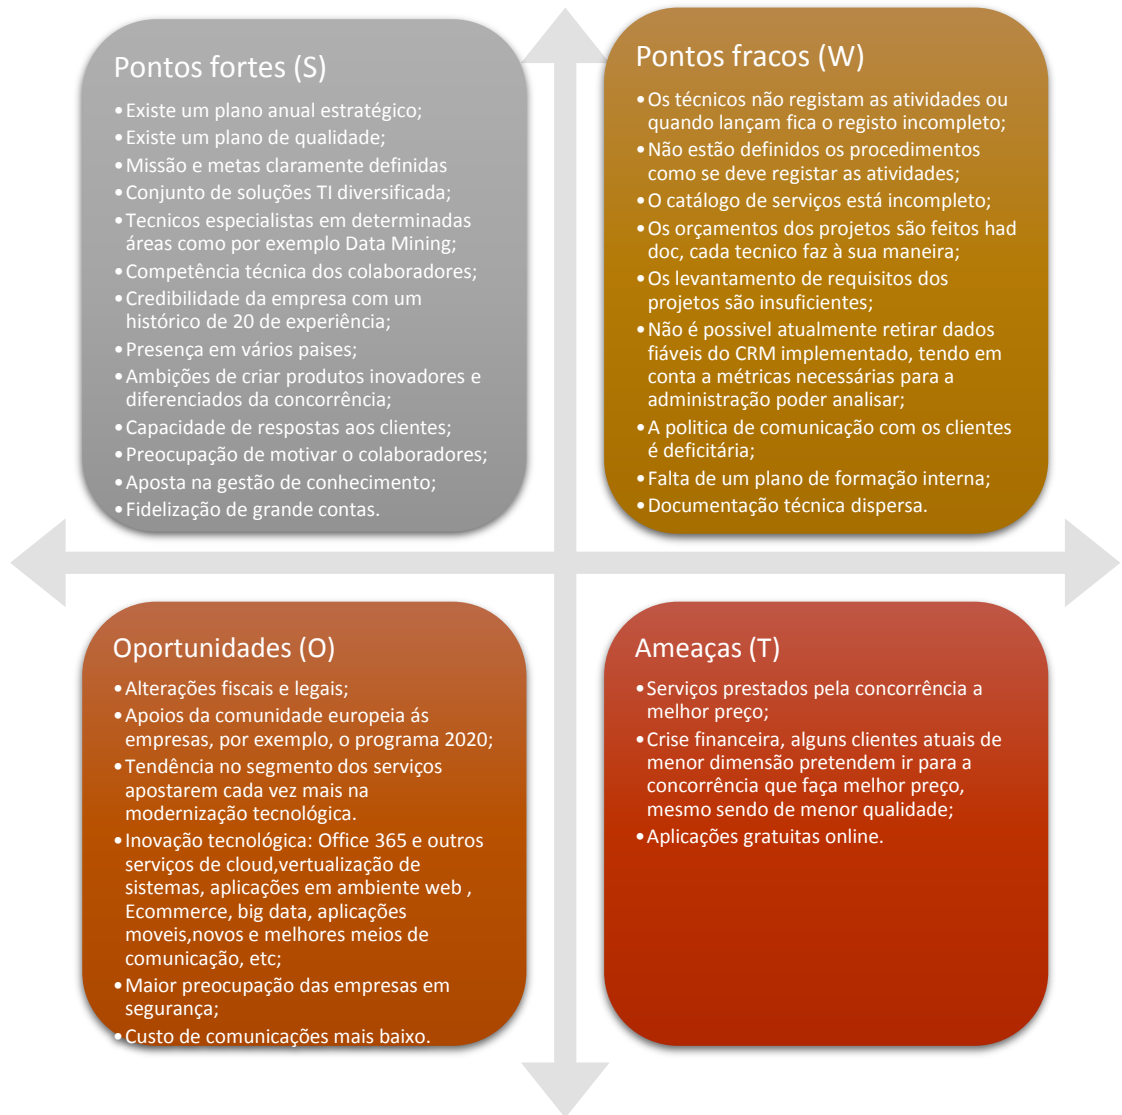 Pontos fortes (S)
•Existe um plano anual estratégico;
•Existe um plano de qualidade;
•Missão e metas claramente definidas
•Conjunto de soluções TI diversificada;
•Tecnicos especialistas em determinadas
áreas como por exemplo Data Mining;
•Competência técnica dos colaboradores;
•Credibilidade da empresa com um
histórico de 20 de experiência;
•Presença em vários paises;
•Ambições de criar produtos inovadores e
diferenciados da concorrência;
•Capacidade de respostas aos clientes;
•Preocupação de motivar o colaboradores;
•Aposta na gestão de conhecimento;
•Fidelização de grande contas.
Pontos fracos (W)
•Os técnicos não registam as atividades ou
quando lançam fica o registo incompleto;
•Não estão definidos os procedimentos
como se deve registar as atividades;
•O catálogo de serviços está incompleto;
•Os orçamentos dos projetos são feitos had
doc, cada tecnico faz à sua maneira;
•Os levantamento de requisitos dos
projetos são insuficientes;
•Não é possivel atualmente retirar dados
fiáveis do CRM implementado, tendo em
conta a métricas necessárias para a
administração poder analisar;
•A politica de comunicação com os clientes
é deficitária;
•Falta de um plano de formação interna;
•Documentação técnica dispersa.
Oportunidades (O)
•Alterações fiscais e legais;
•Apoios da comunidade europeia ás
empresas, por exemplo, o programa 2020;
•Tendência no segmento dos serviços
apostarem cada vez mais na
modernização tecnológica.
•Inovação tecnológica: Office 365 e outros
serviços de cloud,vertualização de
sistemas, aplicações em ambiente web ,
Ecommerce, big data, aplicações
moveis,novos e melhores meios de
comunicação, etc;
•Maior preocupação das empresas em
segurança;
•Custo de comunicações mais baixo.
Ameaças (T)
•Serviços prestados pela concorrência a
melhor preço;
•Crise financeira, alguns clientes atuais de
menor dimensão pretendem ir para a
concorrência que faça melhor preço,
mesmo sendo de menor qualidade;
•Aplicações gratuitas online.